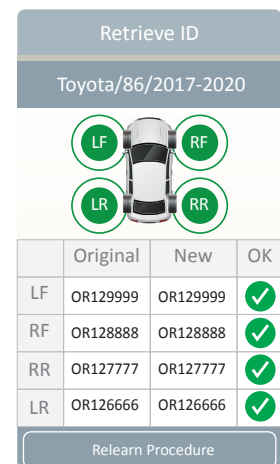 Retrieve ID
Toyota/86/2017-2020
LF RF
LR RR
Original New OK
LF OR129999 OR129999
RF OR128888 OR128888
RR OR127777 OR127777
LR OR126666 OR126666
Relearn Procedure